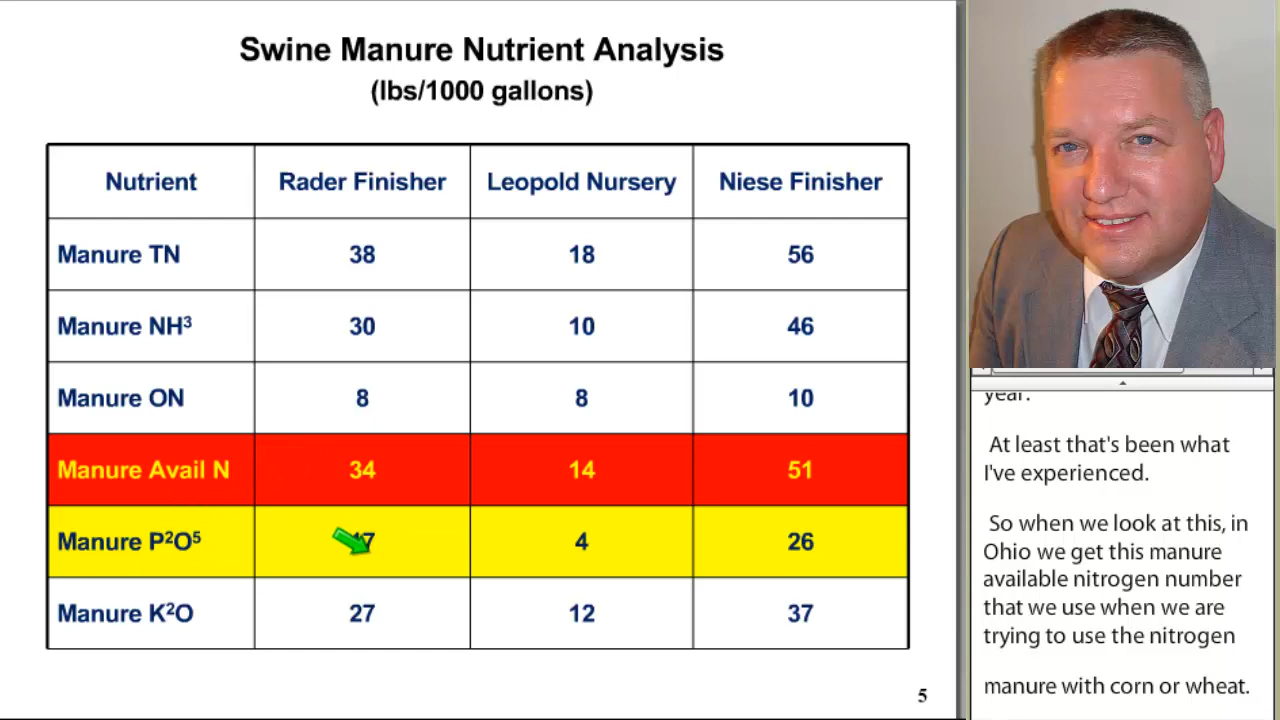 Swine Manure Nutrient Analysis
(lbs/1000 gallons)
Nutrient Rader Finisher Leopold Nursery Niese Finisher
Manure TN 38 18 56
Manure NH³ 30 10 46
Manure ON 8 8 10
Manure Avail N 34 14 51
Manure P²O⁵ 4 26
Manure K²O 27 12 37
5
year.
At least that's been what
I've experienced.
So when we look at this, in
Ohio we get this manure
available nitrogen number
that we use when we are
trying to use the nitrogen
manure with corn or wheat.